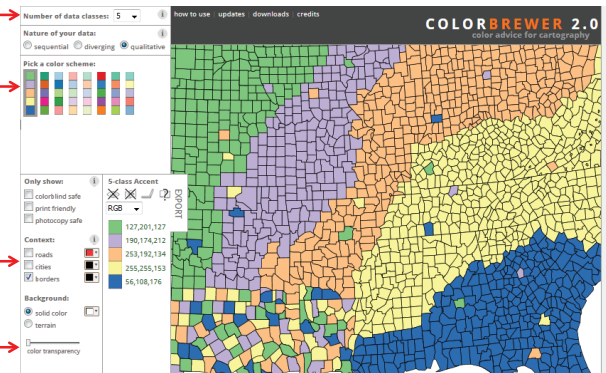 Number of data classes: 5 i
how to use | updates | downloads | credits
COLORBREWER 2.0
color advice for cartography
Nature of your data: i
sequential diverging qualitative
Pick a color scheme:
Only show: i
colorblind safe
print friendly
photocopy safe
Context: i
roads
cities
borders
Background:
solid color
terrain
color transparency
5-class Accent
?
EXPORT
RGB
127,201,127
190,174,212
253,192,134
255,255,153
56,108,176